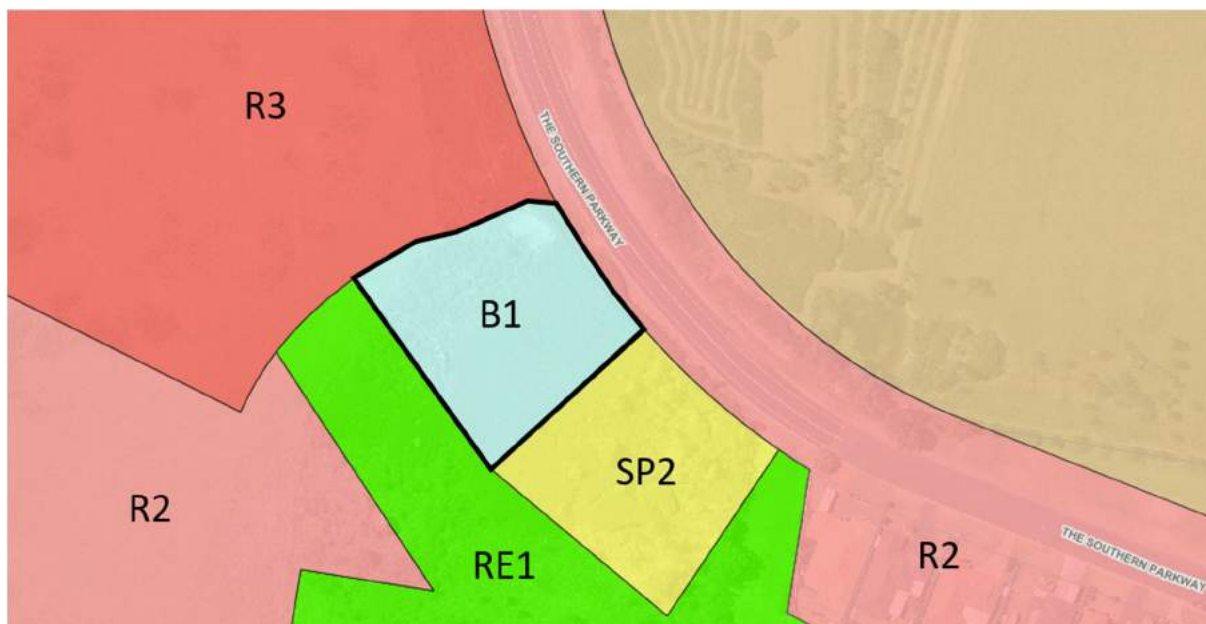 R3
THE SOUTHERN PARKWAY
B1
SP2
R2
RE1
R2
THE SOUTHERN PARKWAY